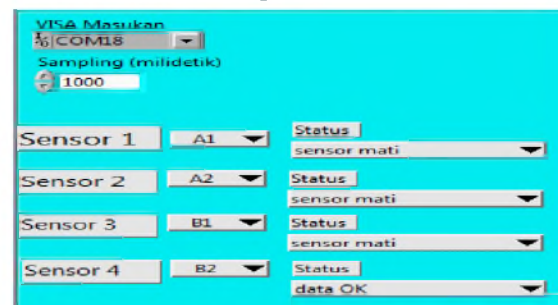 VISA Masukan
COM18
Sampling (milidetik)
1000
Sensor 1 A1 Status
sensor mati
Sensor 2 A2 Status
sensor mati
Sensor 3 B1 Status
sensor mati
Sensor 4 B2 Status
data OK